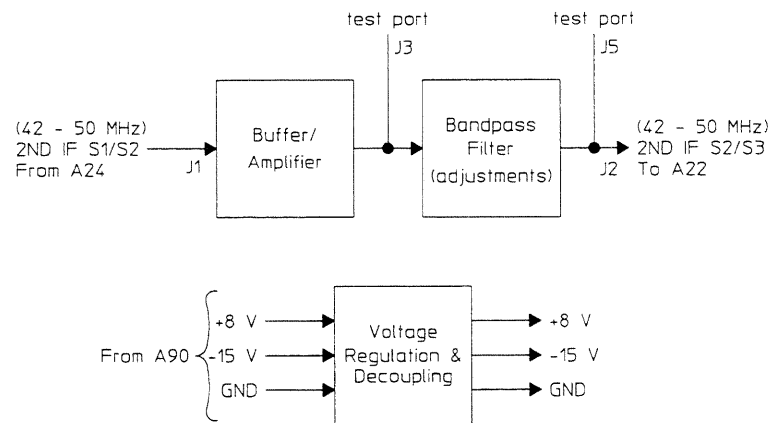 test port
J3
test port
J5
(42 - 50 MHz)
2ND IF S1/S2
From A24
J1
Buffer/
Amplifier
Bandpass
Filter
(adjustments)
J2
(42 - 50 MHz)
2ND IF S2/S3
To A22
From A90
+8 V
-15 V
GND
Voltage
Regulation &
Decoupling
+8 V
-15 V
GND